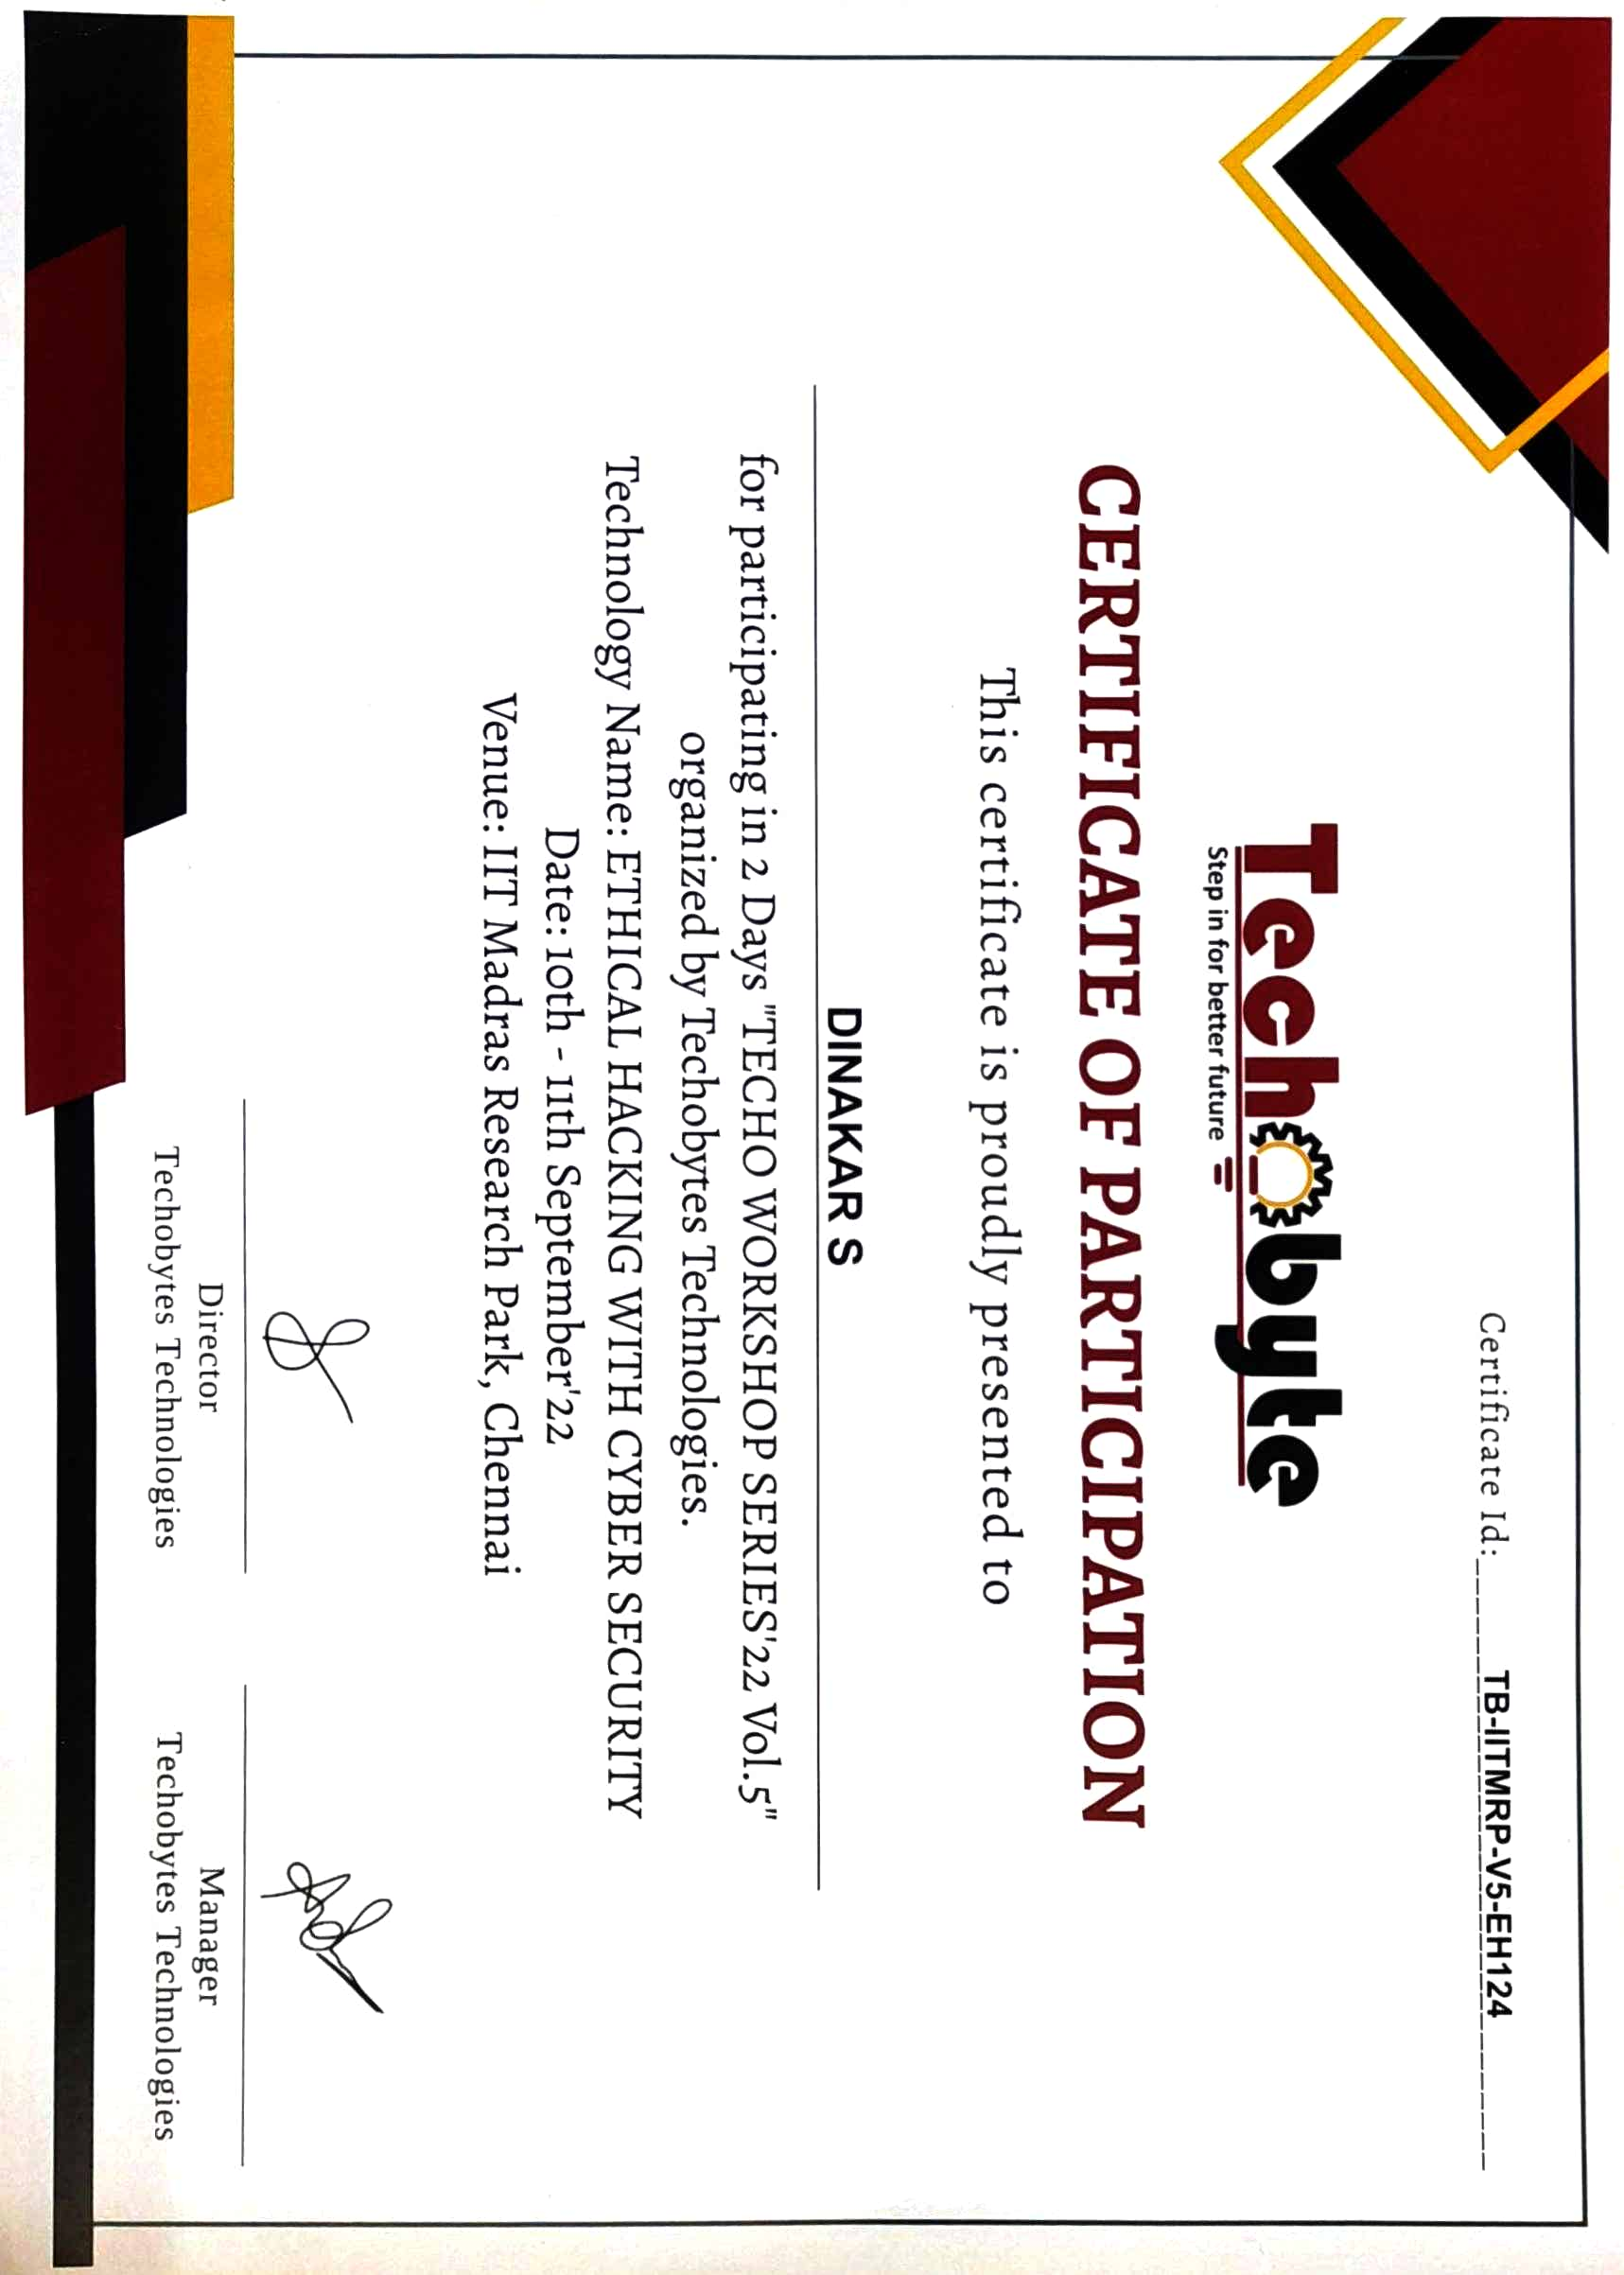 Certificate Id: TB-IITMRP-V5-EH124
Techobyte
Step in for better future
CERTIFICATE OF PARTICIPATION
This certificate is proudly presented to
DINAKAR S
for participating in 2 Days "TECHO WORKSHOP SERIES'22 Vol.5"
organized by Techobytes Technologies.
Technology Name: ETHICAL HACKING WITH CYBER SECURITY
Date: 10th - 11th September'22
Venue: IIT Madras Research Park, Chennai
Director
Techobytes Technologies
Manager
Techobytes Technologies